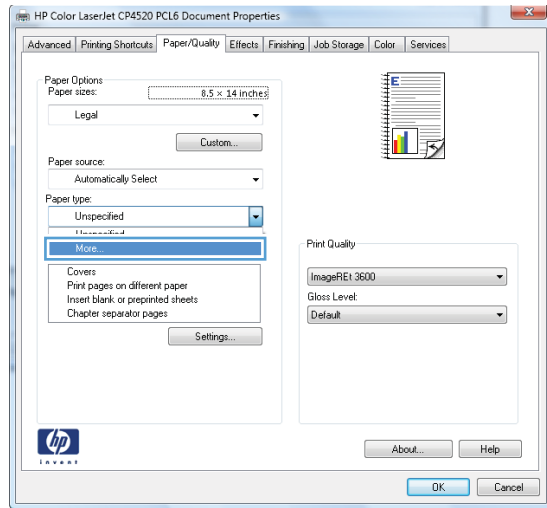 HP Color LaserJet CP4520 PCL6 Document Properties
Advanced Printing Shortcuts Paper/Quality Effects Finishing Job Storage Color Services
Paper Options
Paper sizes: 8.5 × 14 inches
Legal
Custom...
Paper source:
Automatically Select
Paper type:
Unspecified
Unspecified
More...
Covers
Print pages on different paper
Insert blank or preprinted sheets
Chapter separator pages
Settings...
E
Print Quality
ImageREt 3600
Gloss Level:
Default
hp
invent
About... Help
OK Cancel